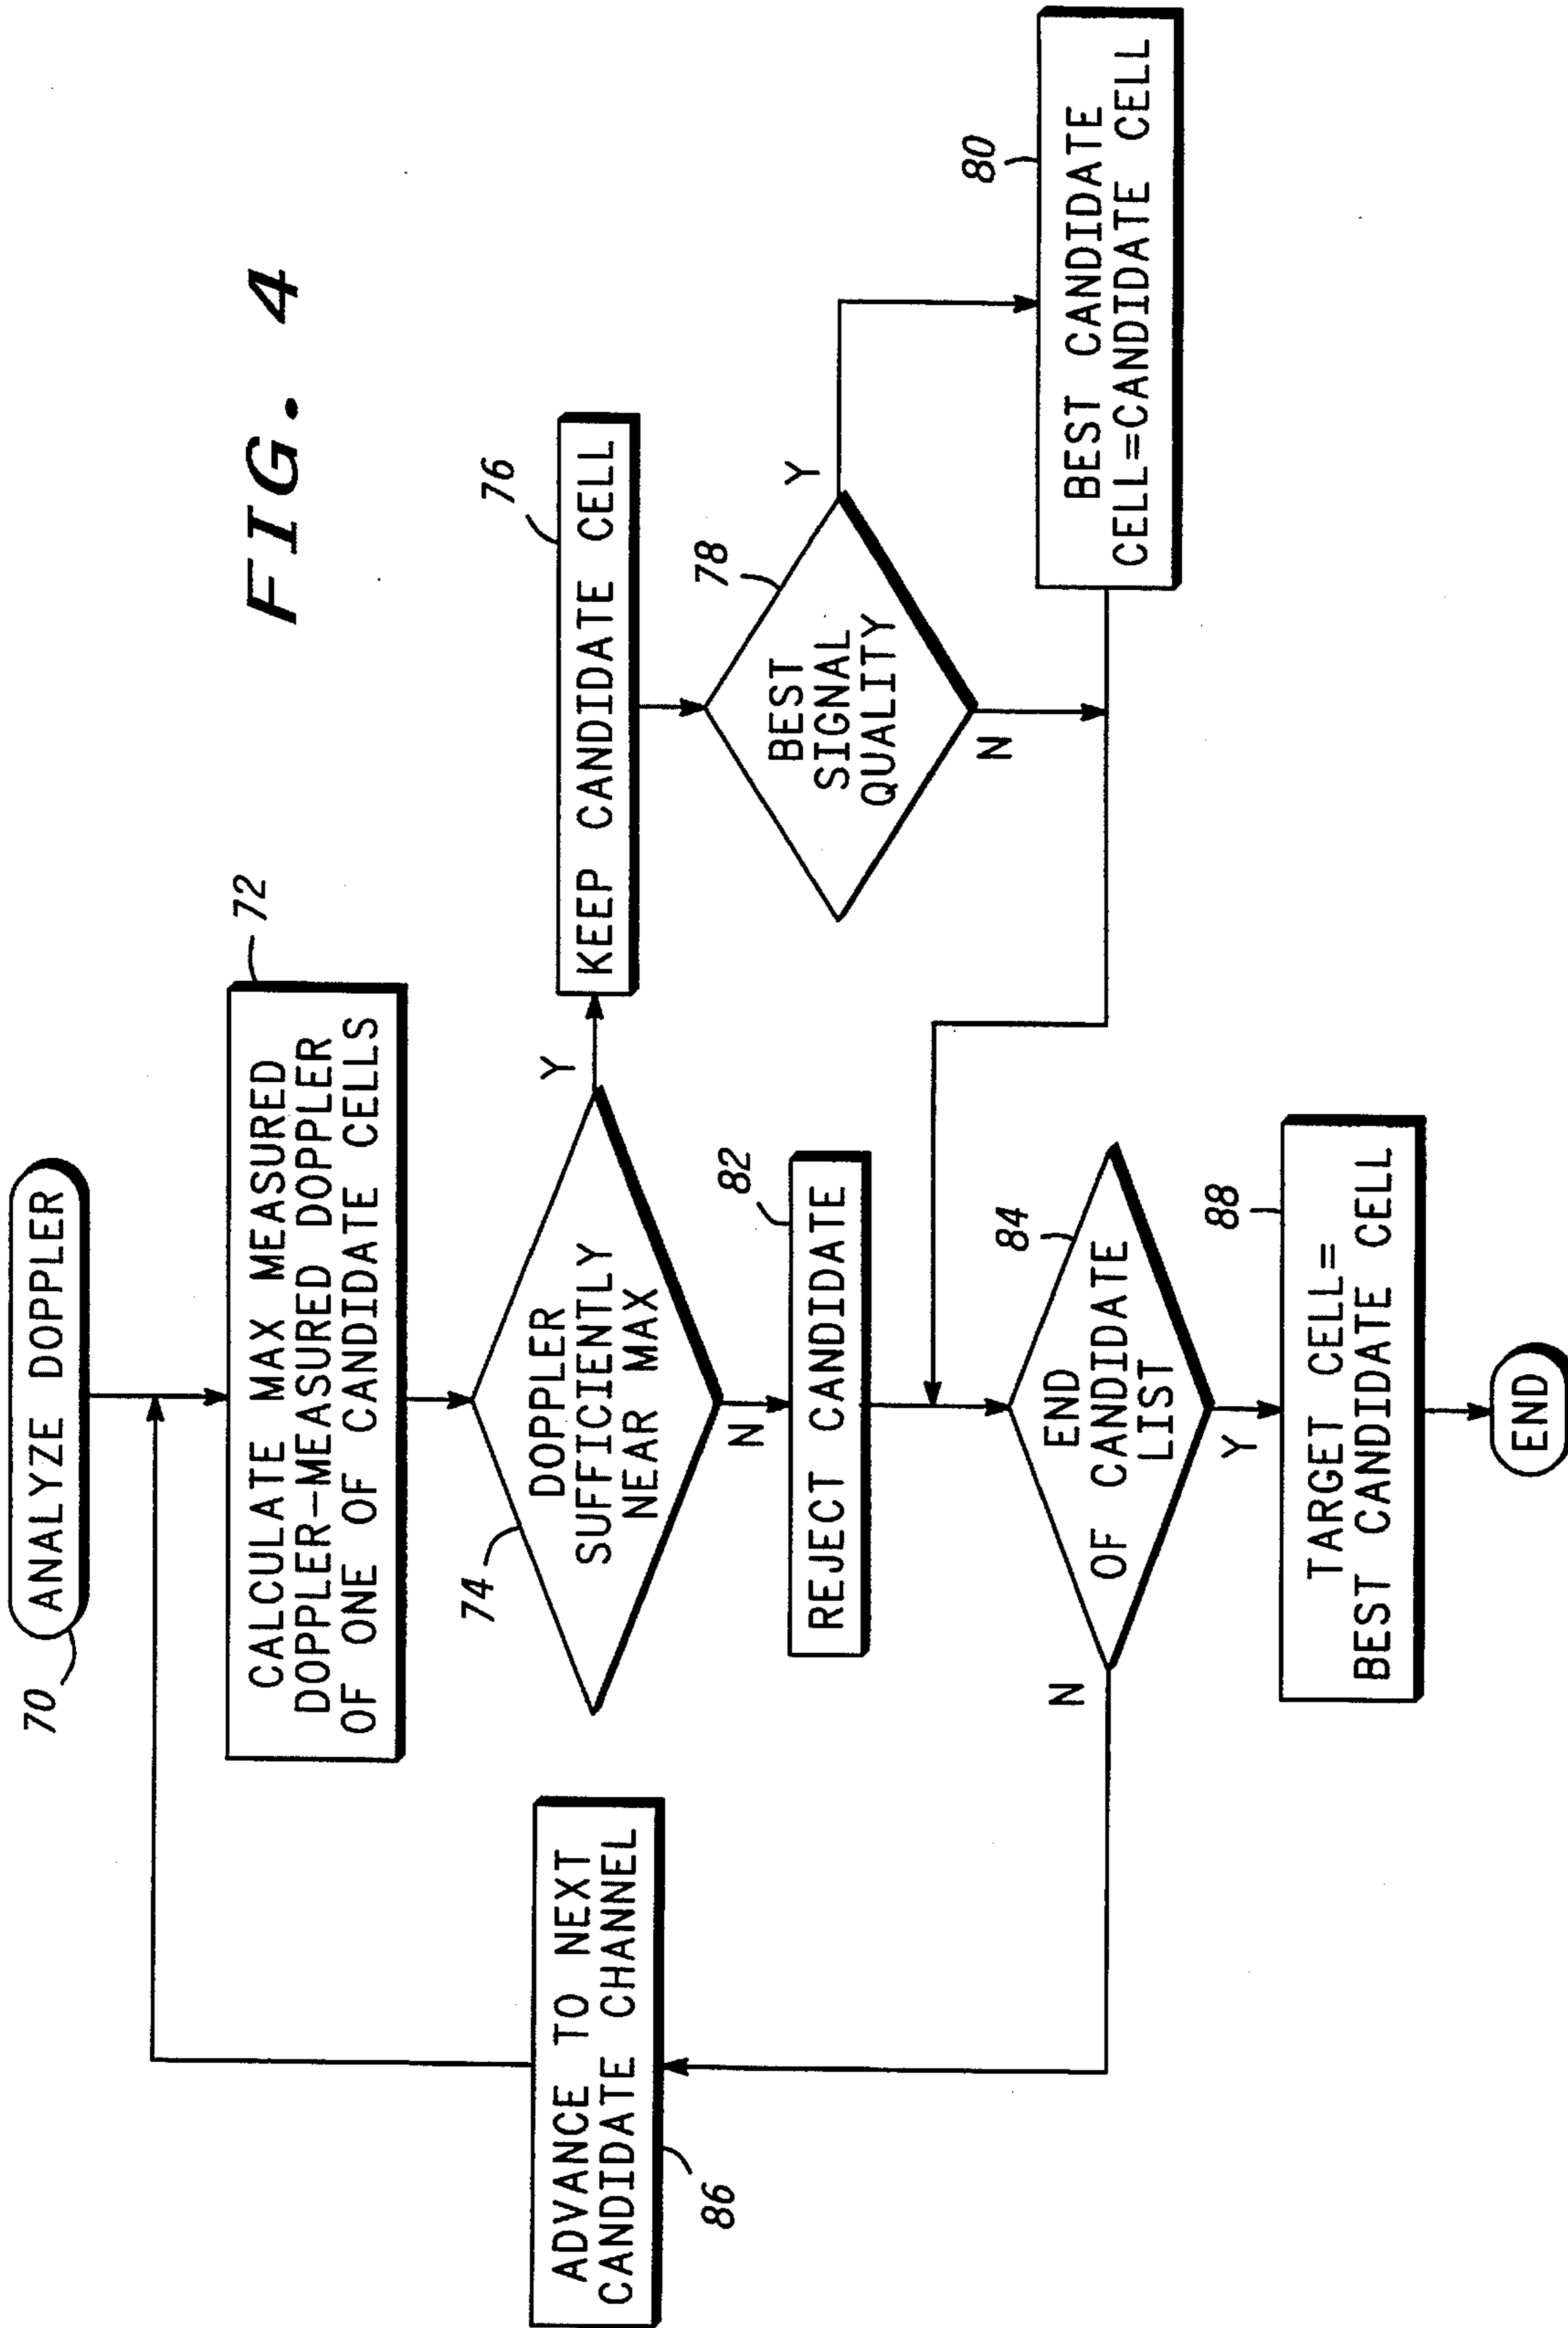 FIG. 4
70
ANALYZE DOPPLER
72
CALCULATE MAX MEASURED
DOPPLER-MEASURED DOPPLER
OF ONE OF CANDIDATE CELLS
74
DOPPLER
SUFFICIENTLY
NEAR MAX
Y
N
76
KEEP CANDIDATE CELL
78
BEST
SIGNAL
QUALITY
Y
N
80
BEST CANDIDATE
CELL=CANDIDATE CELL
82
REJECT CANDIDATE
84
END
OF CANDIDATE
LIST
N
Y
86
ADVANCE TO NEXT
CANDIDATE CHANNEL
88
TARGET CELL=
BEST CANDIDATE CELL
END